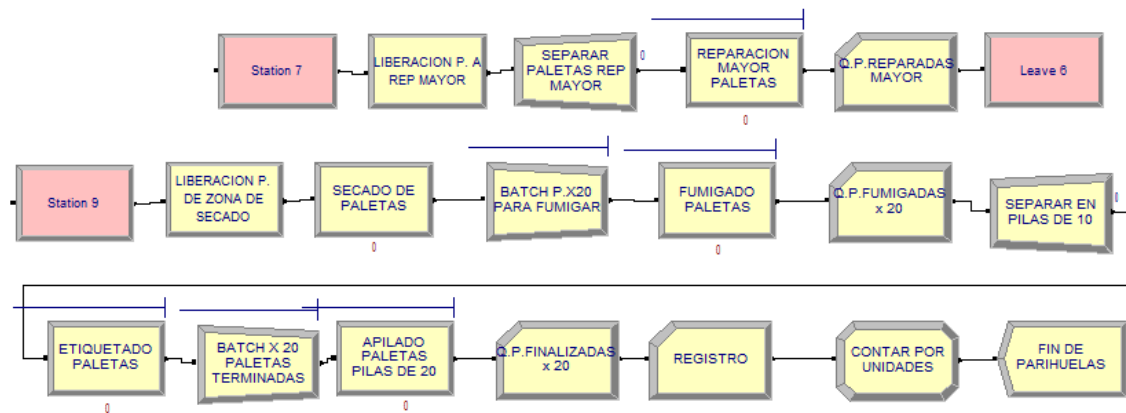 Station 7
LIBERACION P. A
REP MAYOR
SEPARAR
PALETAS REP
MAYOR
0
REPARACION
MAYOR
PALETAS
0
Q.P.REPARADAS
MAYOR
Leave 6
Station 9
LIBERACION P.
DE ZONA DE
SECADO
SECADO DE
PALETAS
0
BATCH P.X20
PARA FUMIGAR
FUMIGADO
PALETAS
0
Q.P.FUMIGADAS
x 20
SEPARAR EN
PILAS DE 10
0
ETIQUETADO
PALETAS
0
BATCH X 20
PALETAS
TERMINADAS
APILADO
PALETAS
PILAS DE 20
0
Q.P.FINALIZADAS
x 20
REGISTRO
CONTAR POR
UNIDADES
FIN DE
PARIHUELAS